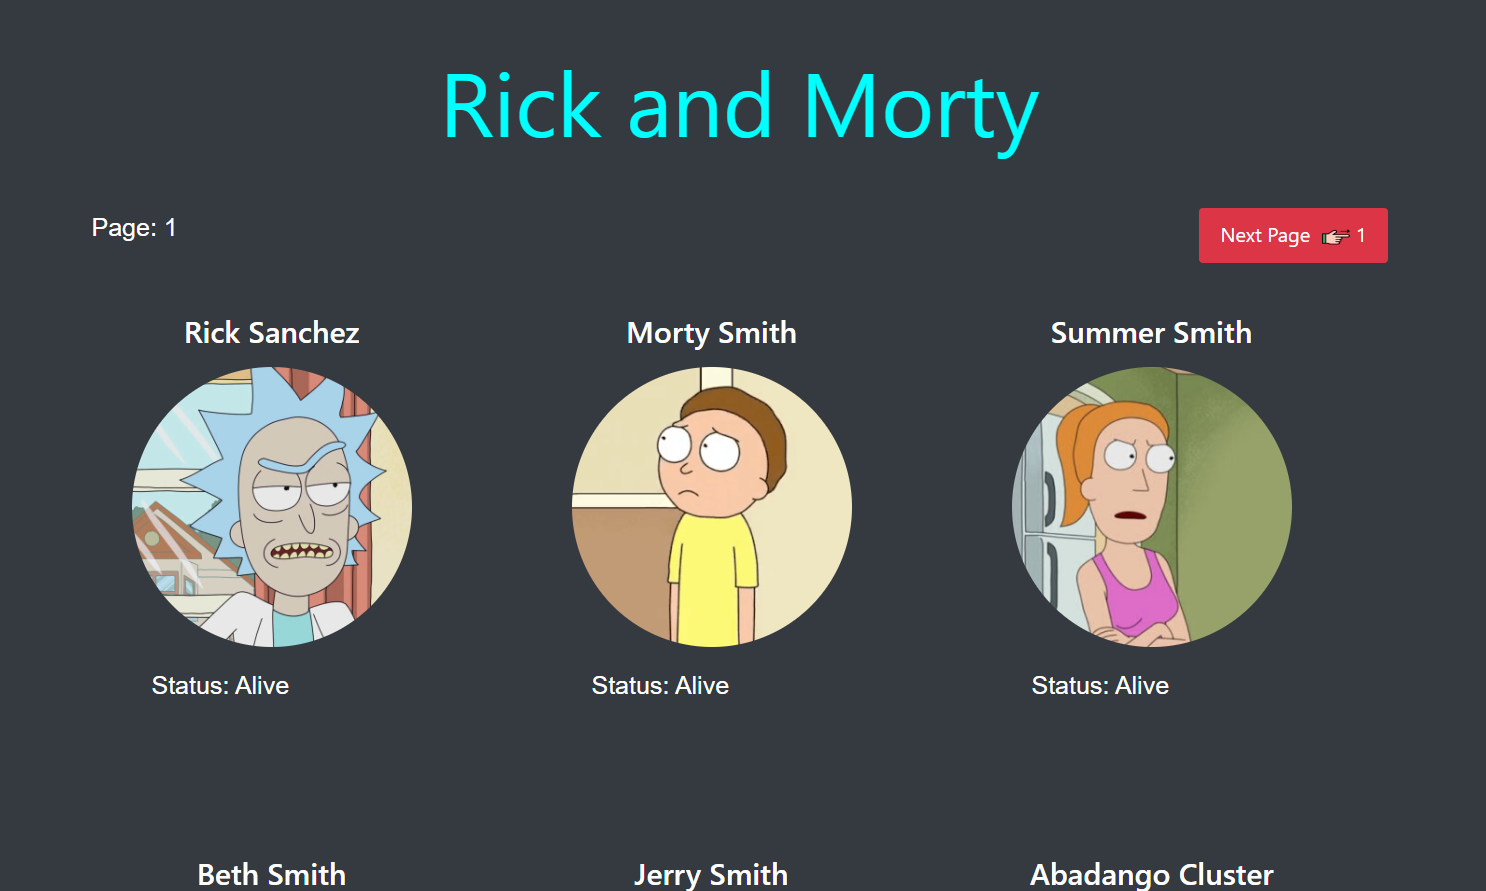 Rick and Morty
Page: 1
Next Page 👉 1
Rick Sanchez
Morty Smith
Summer Smith
Status: Alive
Status: Alive
Status: Alive
Beth Smith
Jerry Smith
Abadango Cluster